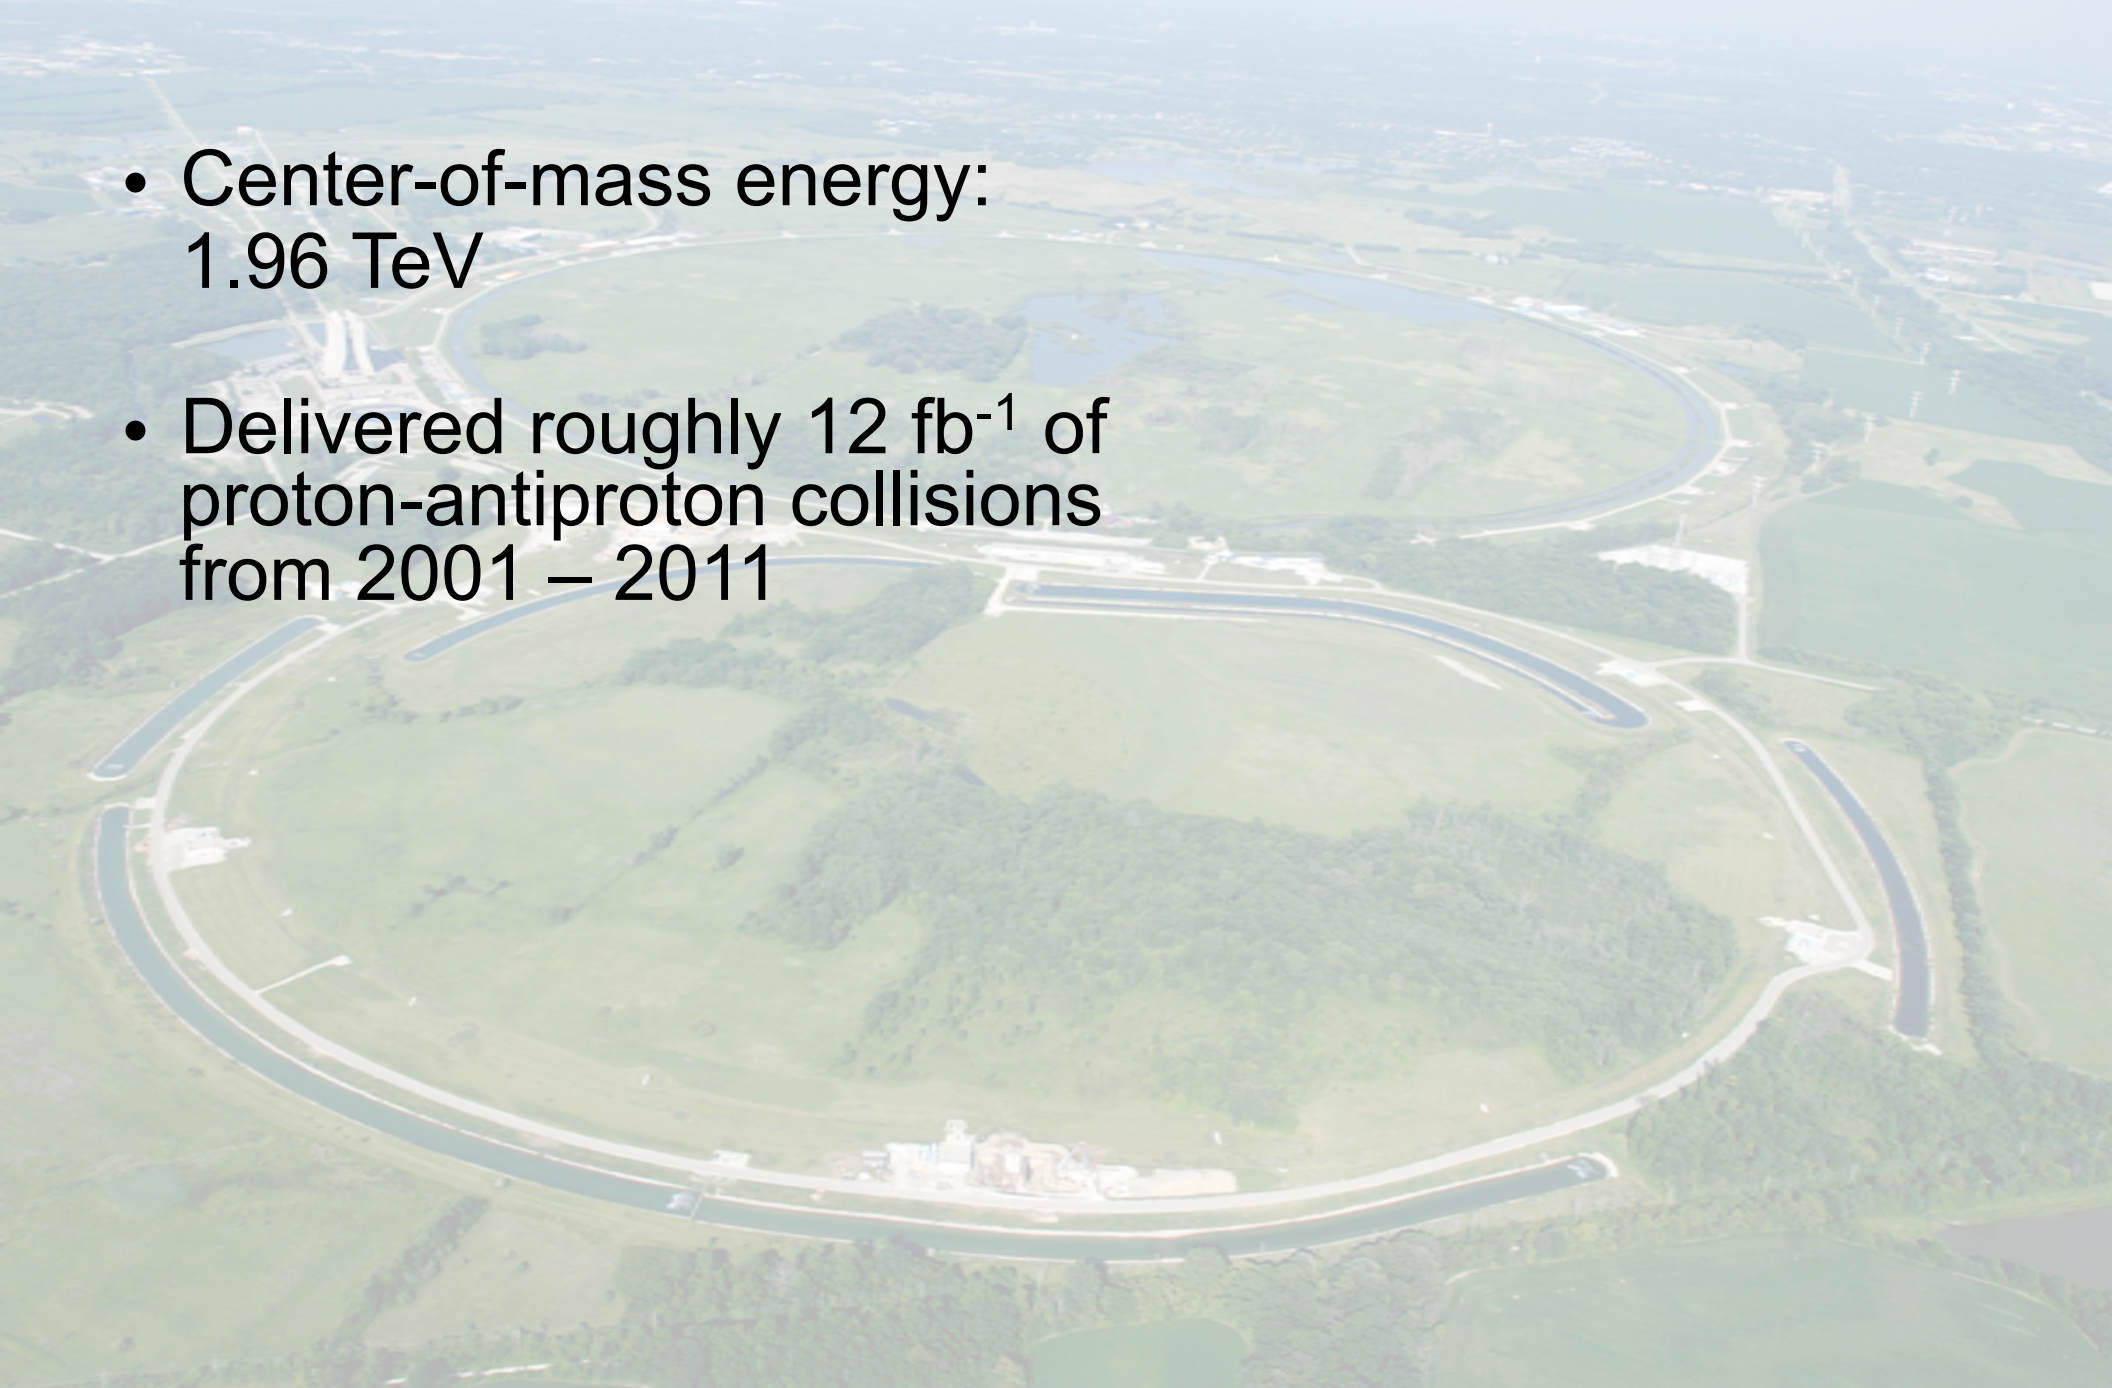 • Center-of-mass energy:
1.96 TeV
• Delivered roughly 12 fb⁻¹ of
proton-antiproton collisions
from 2001 – 2011